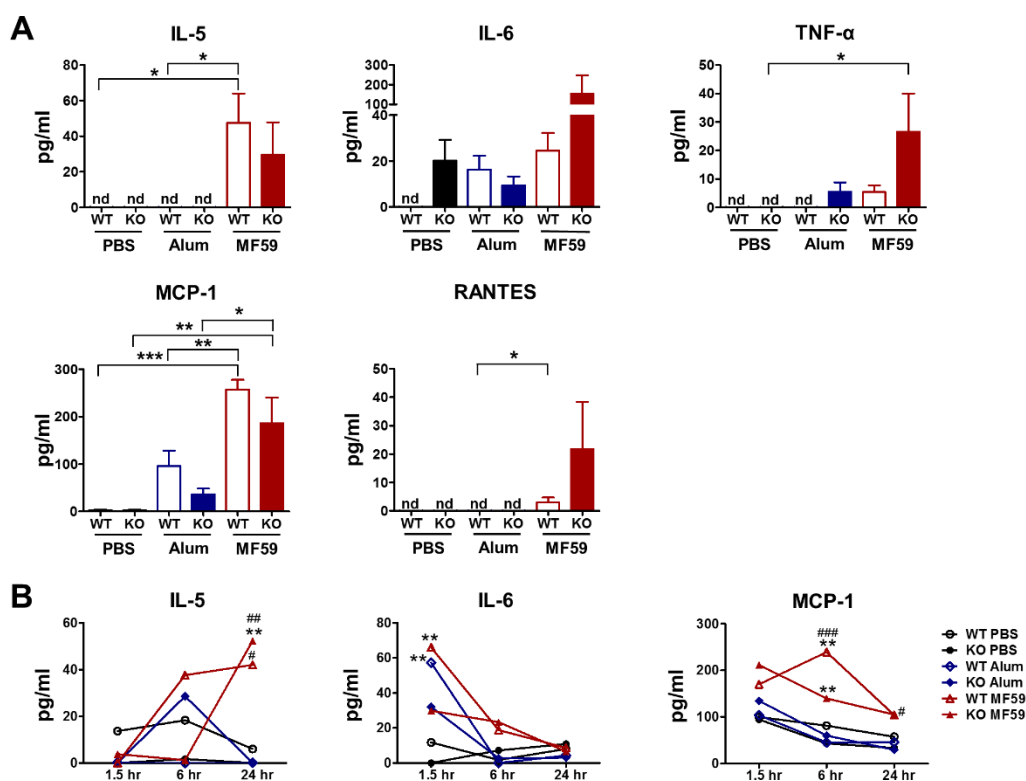 A
IL-5
IL-6
TNF-α
pg/ml
80
60
40
20
0
nd nd nd nd
WT KO WT KO WT KO
PBS Alum MF59
* *
pg/ml
300
200
100
40
20
0
nd
WT KO WT KO WT KO
PBS Alum MF59
pg/ml
50
40
30
20
10
0
nd nd nd
WT KO WT KO WT KO
PBS Alum MF59
*
MCP-1
RANTES
pg/ml
300
200
100
0
*** ** ** *
WT KO WT KO WT KO
PBS Alum MF59
pg/ml
50
40
30
20
10
0
nd nd nd nd
*
WT KO WT KO WT KO
PBS Alum MF59
B
IL-5
IL-6
MCP-1
pg/ml
60
40
20
0
##
**
#
1.5 hr 6 hr 24 hr
pg/ml
80
60
40
20
0
**
**
1.5 hr 6 hr 24 hr
pg/ml
300
200
100
0
###
**
**
#
1.5 hr 6 hr 24 hr
WT PBS
KO PBS
WT Alum
KO Alum
WT MF59
KO MF59